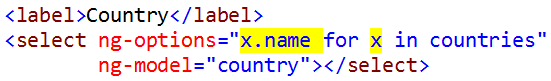 <label>Country</label>
<select ng-options="x.name for x in countries"
ng-model="country"></select>